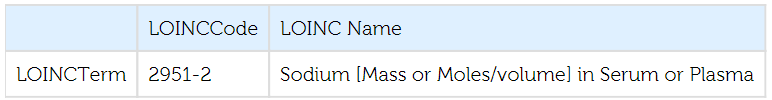 LOINCCode LOINC Name
LOINCTerm 2951-2 Sodium [Mass or Moles/volume] in Serum or Plasma